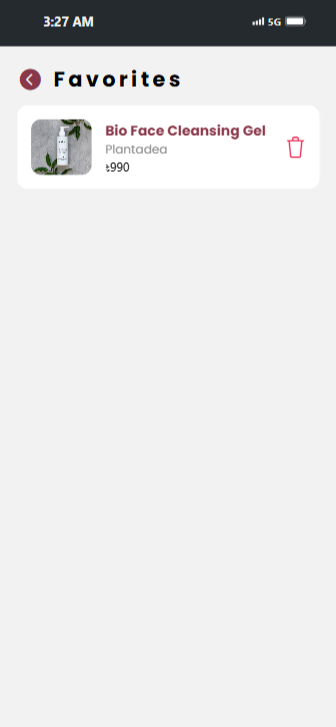 3:27 AM
5G
Favorites
Bio Face Cleansing Gel
Plantadea
৳990